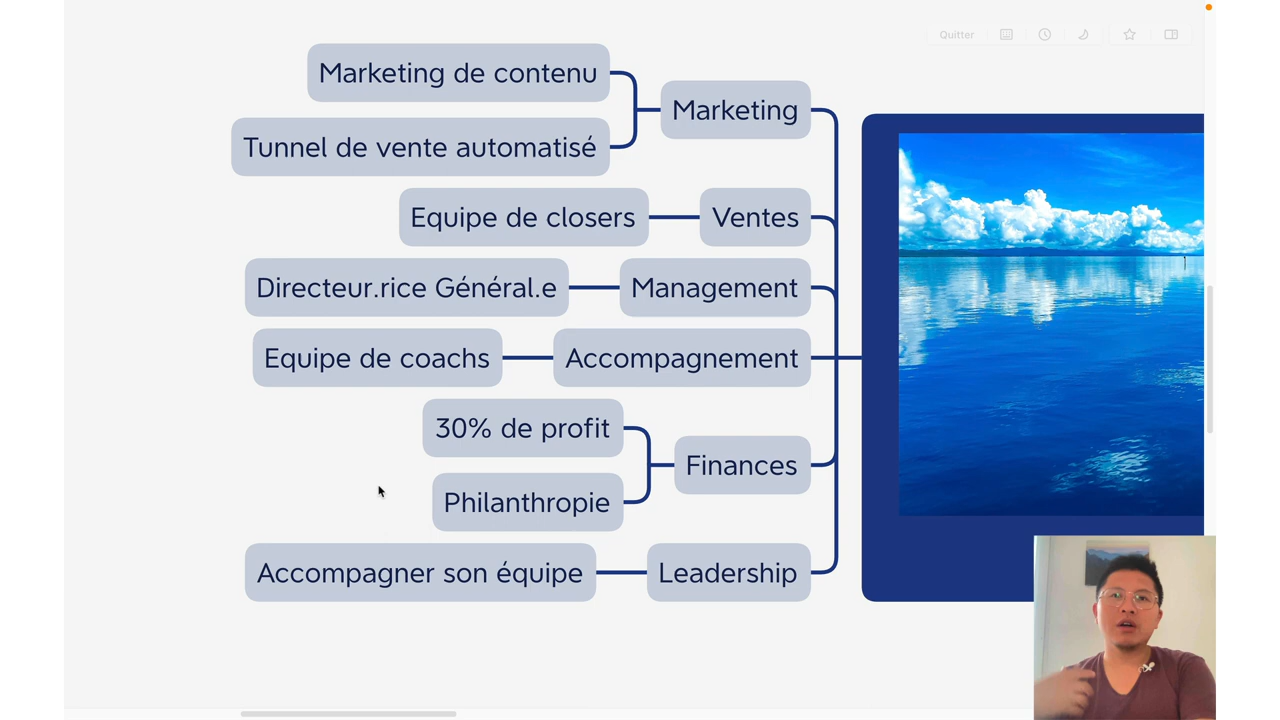 Quitter
Marketing de contenu
Marketing
Tunnel de vente automatisé
Equipe de closers
Ventes
Directeur.rice Général.e
Management
Equipe de coachs
Accompagnement
30% de profit
Finances
Philanthropie
Accompagner son équipe
Leadership